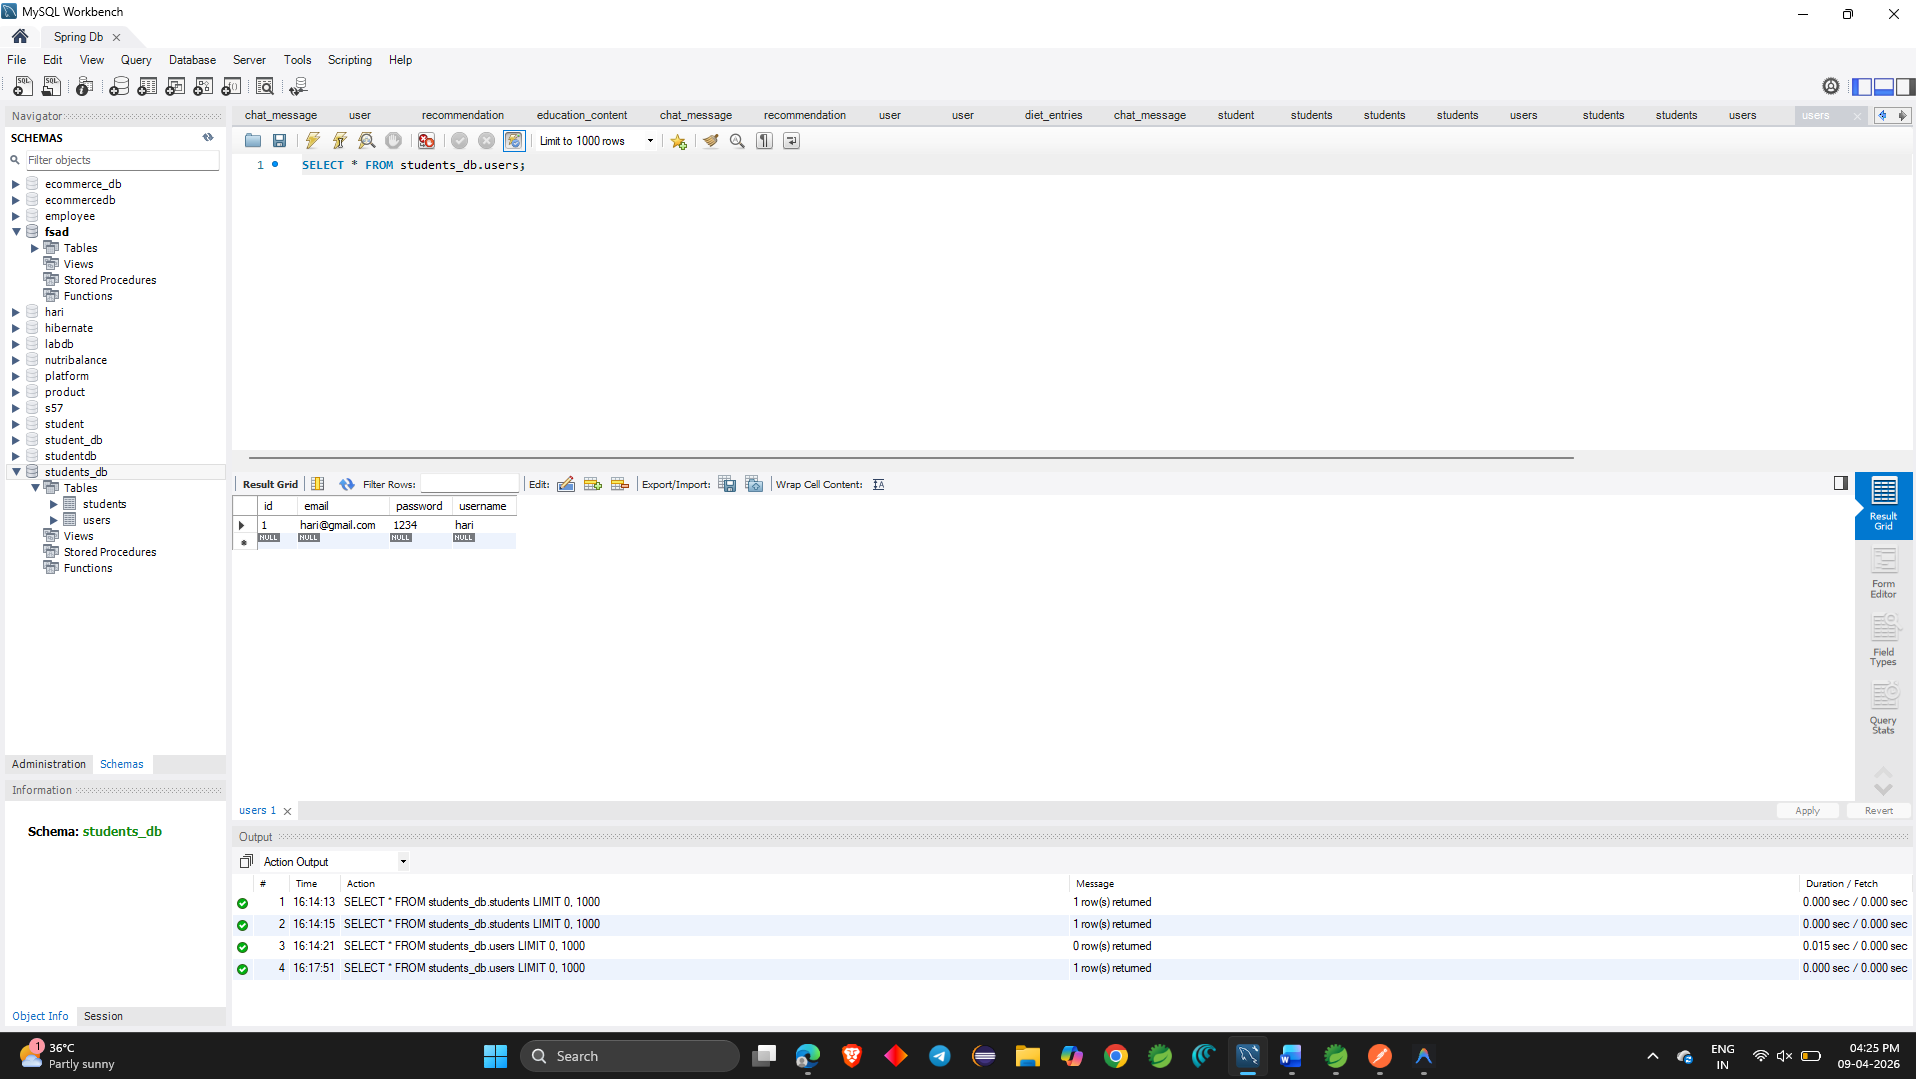 MySQL Workbench
Spring Db
File Edit View Query Database Server Tools Scripting Help
Navigator
SCHEMAS
Filter objects
ecommerce_db
ecommercedb
employee
fsad
Tables
Views
Stored Procedures
Functions
hari
hibernate
labdb
nutribalance
platform
product
s57
student
student_db
studentdb
students_db
Tables
students
users
Views
Stored Procedures
Functions
Administration Schemas
Information
Schema: students_db
Object Info Session
chat_message user recommendation education_content chat_message recommendation user user diet_entries chat_message student students students students users students students users users
Limit to 1000 rows
1 SELECT * FROM students_db.users;
Result Grid Filter Rows: Edit: Export/Import: Wrap Cell Content:
id email password username
1 hari@gmail.com 1234 hari
NULL NULL NULL NULL
Result
Grid
Form
Editor
Field
Types
Query
Stats
users 1
Apply Revert
Output
Action Output
# Time Action Message Duration / Fetch
1 16:14:13 SELECT * FROM students_db.students LIMIT 0, 1000 1 row(s) returned 0.000 sec / 0.000 sec
2 16:14:15 SELECT * FROM students_db.students LIMIT 0, 1000 1 row(s) returned 0.000 sec / 0.000 sec
3 16:14:21 SELECT * FROM students_db.users LIMIT 0, 1000 0 row(s) returned 0.015 sec / 0.000 sec
4 16:17:51 SELECT * FROM students_db.users LIMIT 0, 1000 1 row(s) returned 0.000 sec / 0.000 sec
1
36°C
Partly sunny
Search
ENG
IN
04:25 PM
09-04-2026